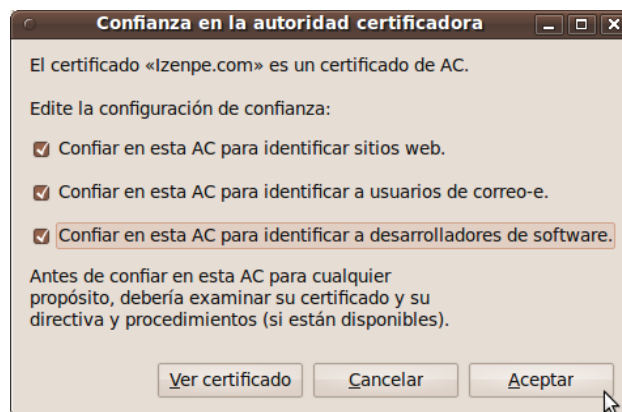 Confianza en la autoridad certificadora
El certificado «Izenpe.com» es un certificado de AC.
Edite la configuración de confianza:
Confiar en esta AC para identificar sitios web.
Confiar en esta AC para identificar a usuarios de correo-e.
Confiar en esta AC para identificar a desarrolladores de software.
Antes de confiar en esta AC para cualquier
propósito, debería examinar su certificado y su
directiva y procedimientos (si están disponibles).
Ver certificado Cancelar Aceptar